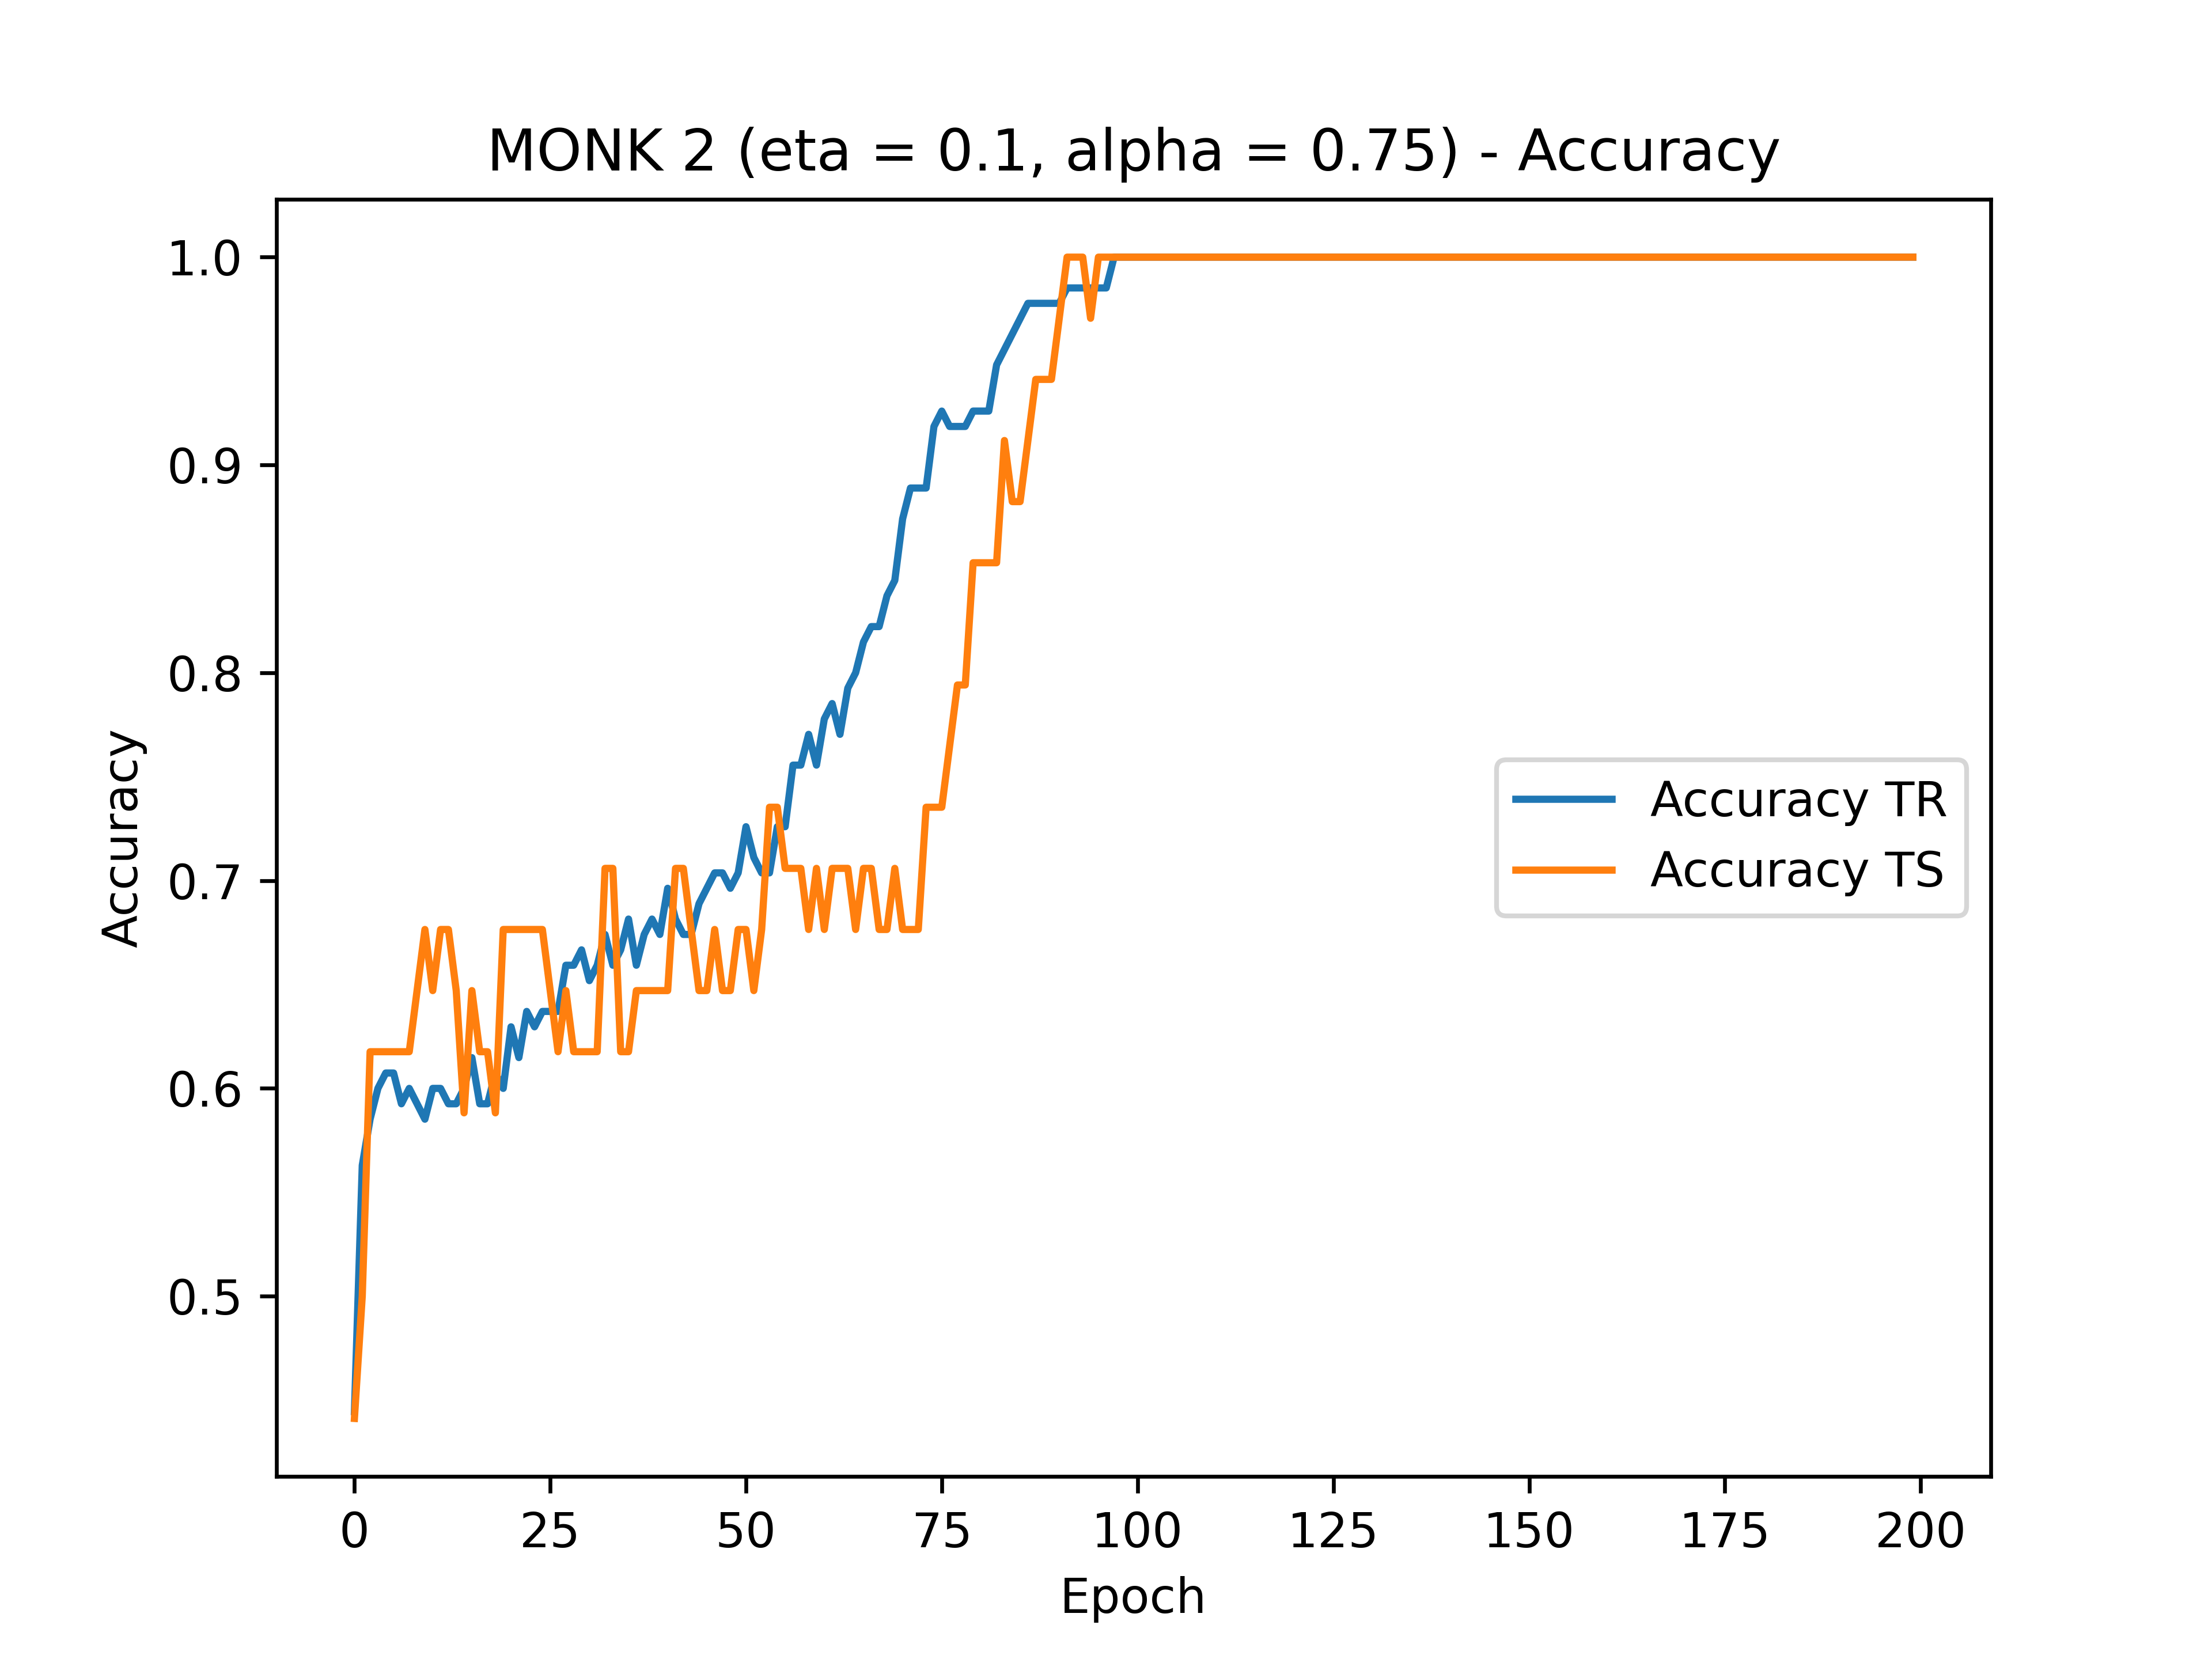 MONK 2 (eta = 0.1, alpha = 0.75) - Accuracy
1.0
0.9
0.8
0.7
0.6
0.5
Accuracy
Accuracy TR
Accuracy TS
0 25 50 75 100 125 150 175 200
Epoch